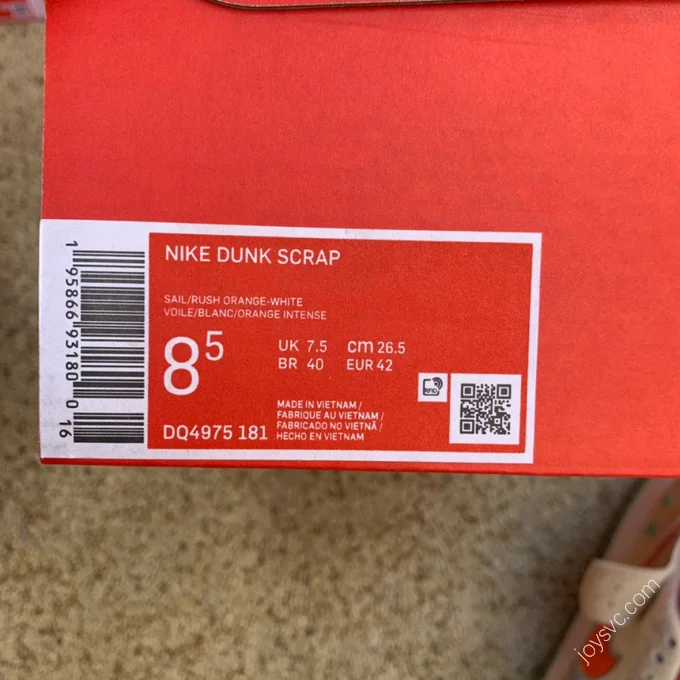 NIKE DUNK SCRAP
SAIL/RUSH ORANGE-WHITE
VOILE/BLANC/ORANGE INTENSE
8⁵
UK 7.5 cm 26.5
BR 40 EUR 42
RFID
MADE IN VIETNAM /
FABRIQUE AU VIETNAM /
FABRICADO NO VIETNÃ /
HECHO EN VIETNAM
DQ4975 181
1 95866 93180 0 16
joysvc.com